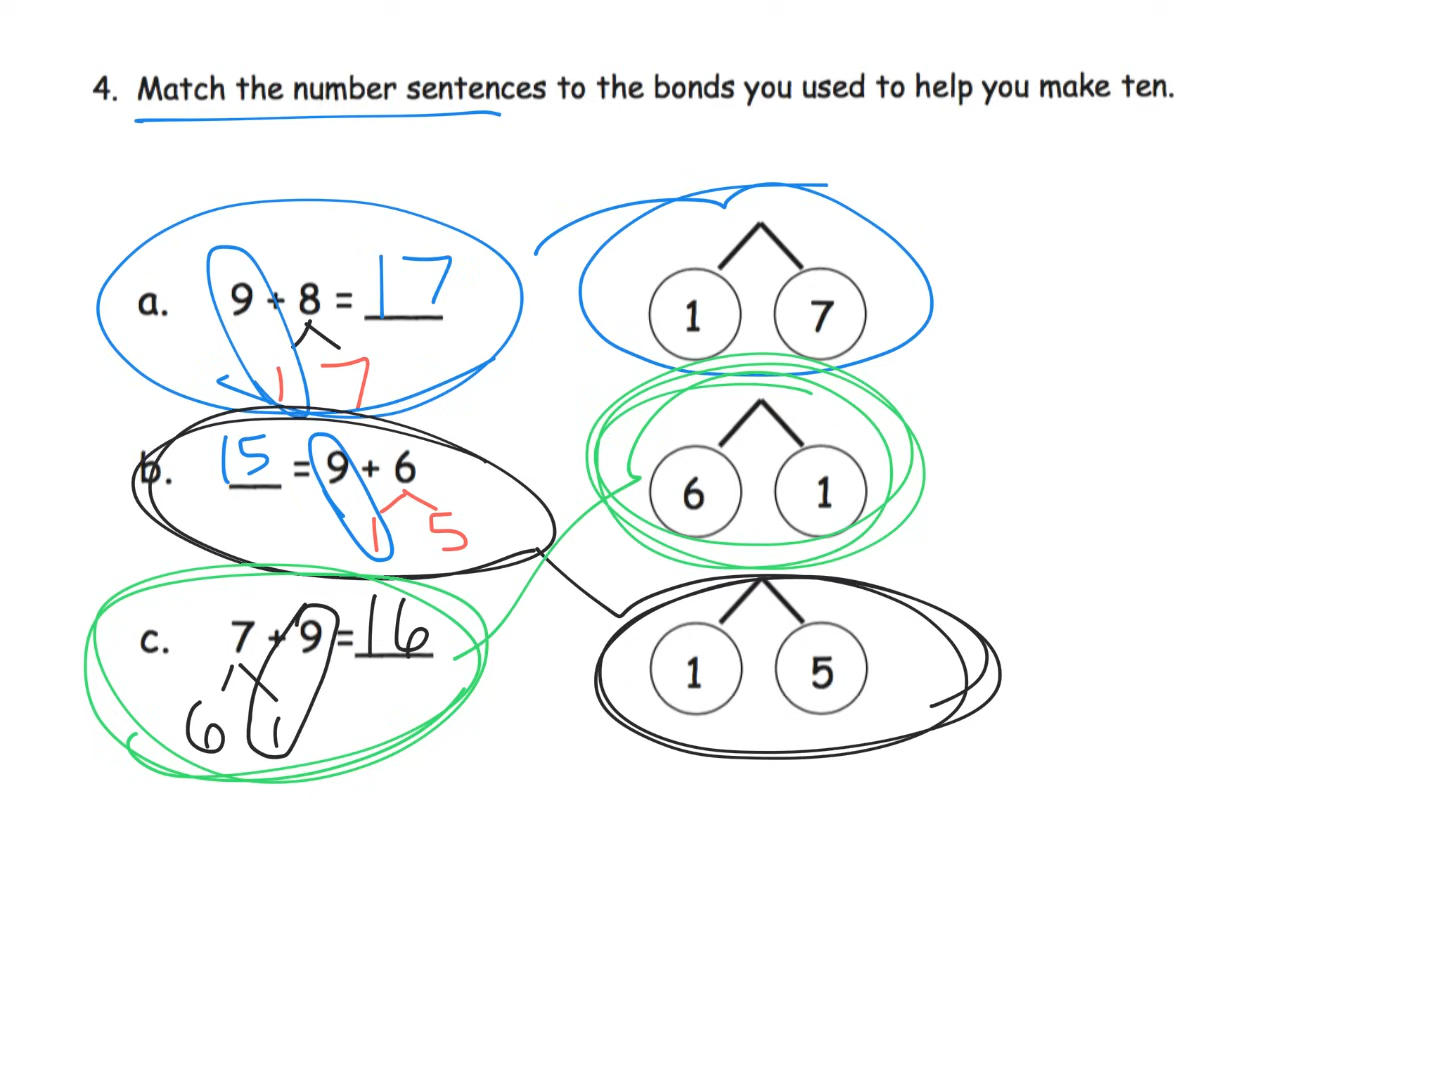 4. Match the number sentences to the bonds you used to help you make ten.
a. 9 + 8 = 17
1 7
1 7
b. 15 = 9 + 6
1 5
6 1
c. 7 + 9 = 16
6 1
1 5